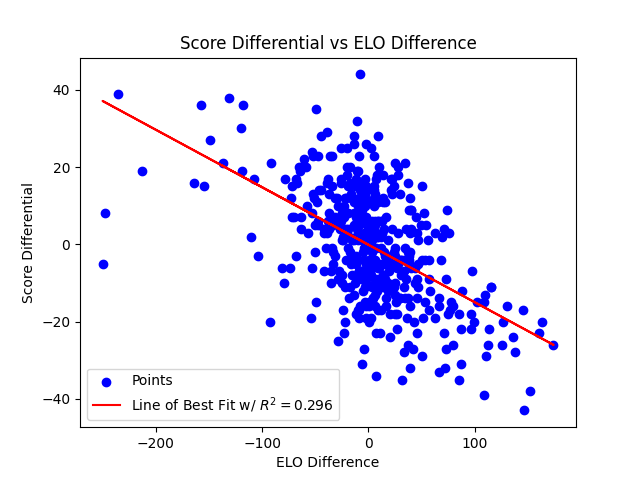 Score Differential vs ELO Difference
40
20
0
−20
−40
Score Differential
Points
Line of Best Fit w/ R² = 0.296
−200
−100
0
100
ELO Difference